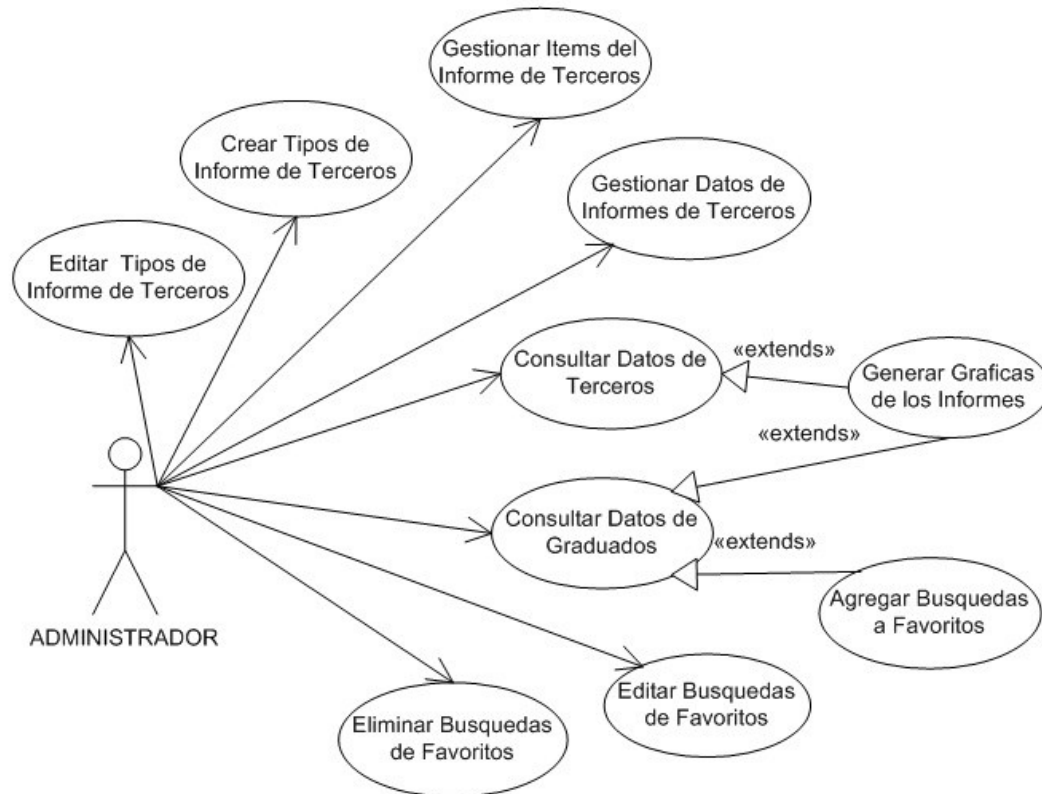 Gestionar Items del
Informe de Terceros
Crear Tipos de
Informe de Terceros
Gestionar Datos de
Informes de Terceros
Editar Tipos de
Informe de Terceros
Consultar Datos de
Terceros
«extends»
Generar Graficas
de los Informes
«extends»
Consultar Datos de
Graduados
«extends»
Agregar Busquedas
a Favoritos
ADMINISTRADOR
Editar Busquedas
de Favoritos
Eliminar Busquedas
de Favoritos